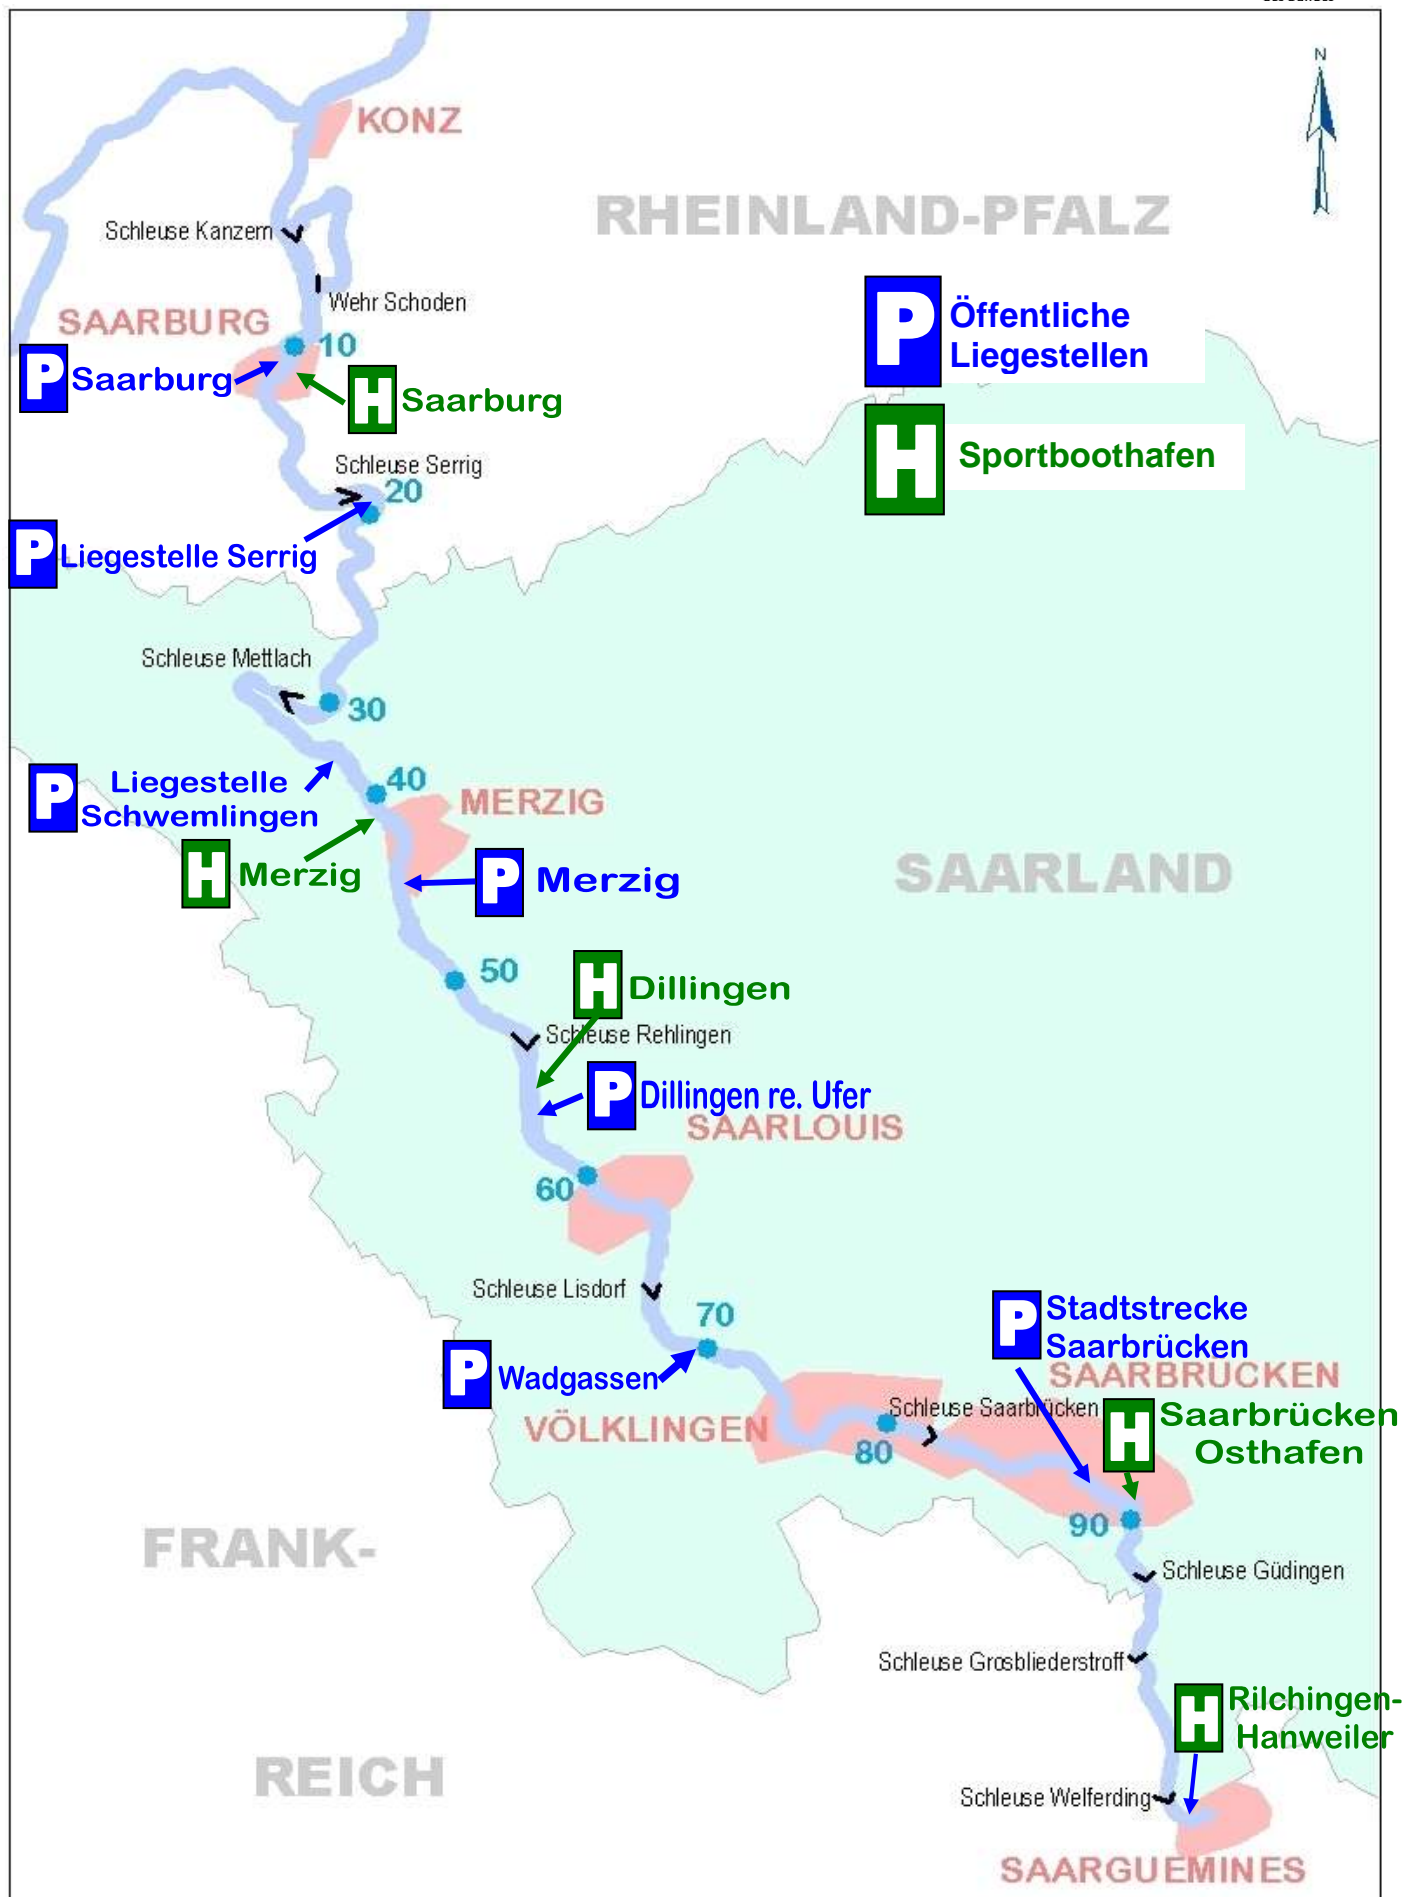 N
KONZ
RHEINLAND-PFALZ
Schleuse Kanzem
Wehr Schoden
SAARBURG
10
P Saarburg
H Saarburg
P Öffentliche
Liegestellen
H Sportboothafen
Schleuse Serrig
20
P Liegestelle Serrig
Schleuse Mettlach
30
P Liegestelle
Schwemlingen
40
MERZIG
H Merzig
P Merzig
SAARLAND
50
H Dillingen
Schleuse Rehlingen
P Dillingen re. Ufer
SAARLOUIS
60
Schleuse Lisdorf
70
P Wadgassen
P Stadtstrecke
Saarbrücken
SAARBRÜCKEN
VÖLKLINGEN
Schleuse Saarbrücken
80
H Saarbrücken
Osthafen
90
FRANK-
REICH
Schleuse Güdingen
Schleuse Grosbliederstroff
H Rilchingen-
Hanweiler
Schleuse Welferding
SAARGUEMINES